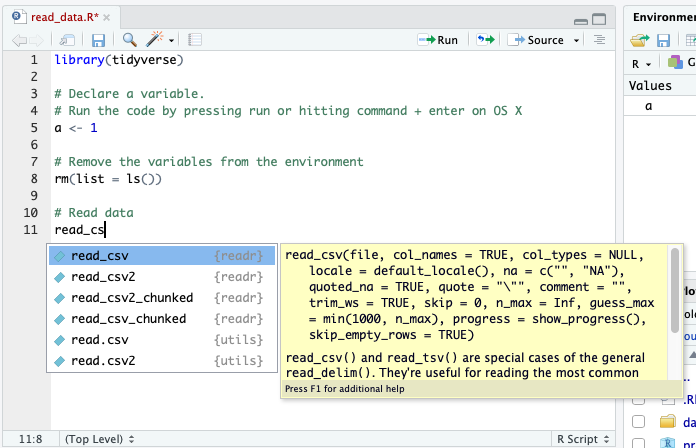 read_data.R*
Run
Source
1 library(tidyverse)
2
3 # Declare a variable.
4 # Run the code by pressing run or hitting command + enter on OS X
5 a <- 1
6
7 # Remove the variables from the environment
8 rm(list = ls())
9
10 # Read data
11 read_cs
read_csv {readr}
read_csv2 {readr}
read_csv2_chunked {readr}
read_csv_chunked {readr}
read.csv {utils}
read.csv2 {utils}
read_csv(file, col_names = TRUE, col_types = NULL,
locale = default_locale(), na = c("", "NA"),
quoted_na = TRUE, quote = "\"", comment = "",
trim_ws = TRUE, skip = 0, n_max = Inf, guess_max
= min(1000, n_max), progress = show_progress(),
skip_empty_rows = TRUE)
read_csv() and read_tsv() are special cases of the general
read_delim(). They're useful for reading the most common
Press F1 for additional help
11:8 (Top Level) R Script
Environme
R G
Values
a
.R
da